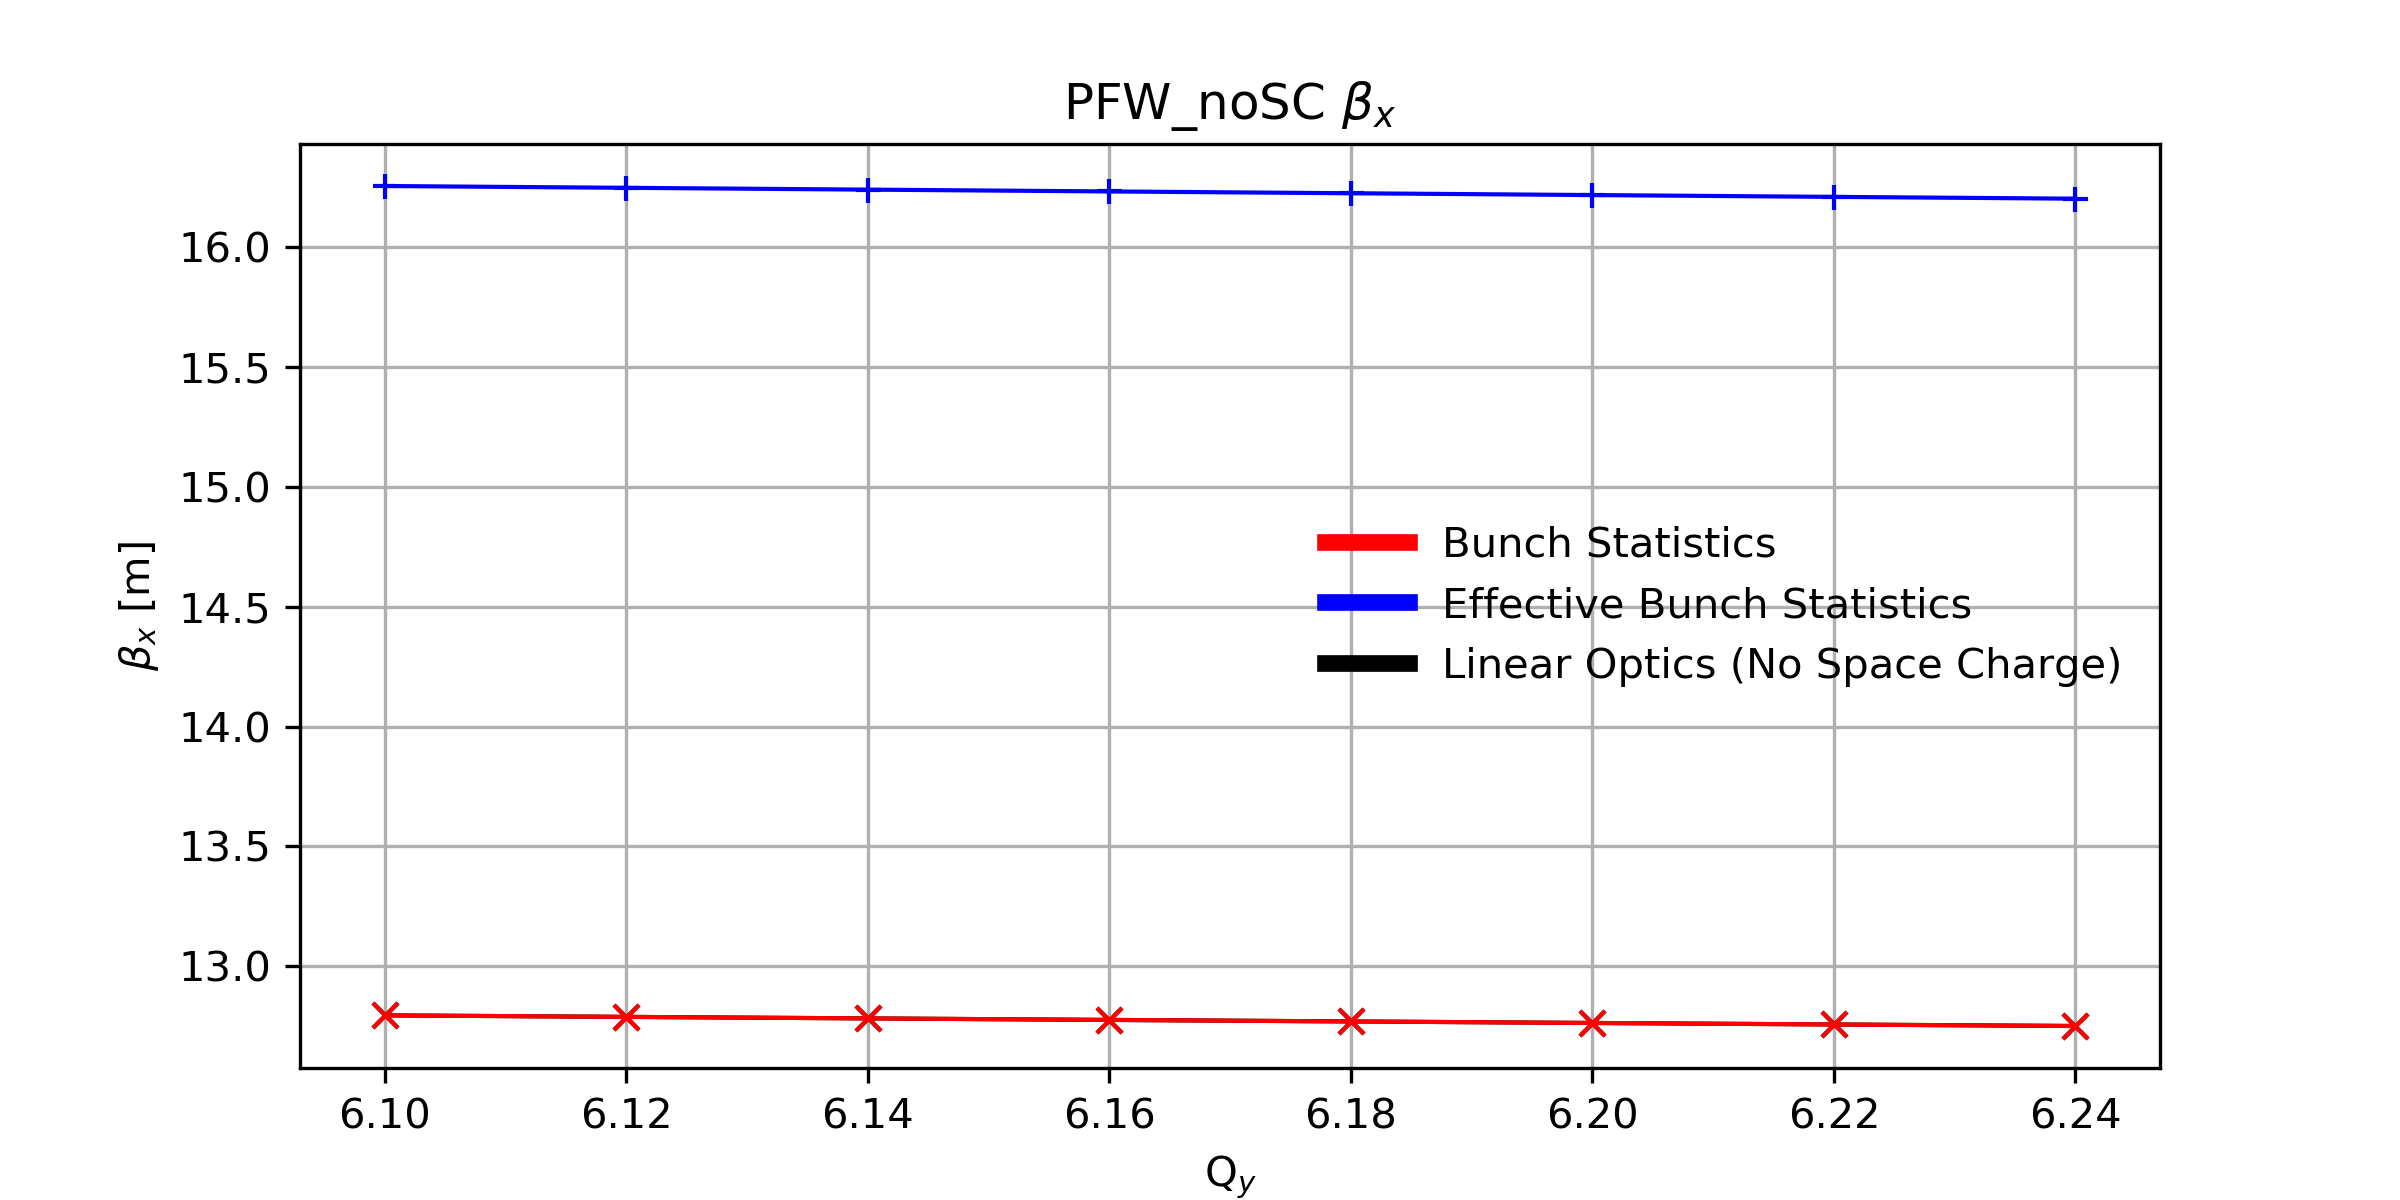 PFW_noSC βₓ
16.0
15.5
15.0
14.5
14.0
13.5
13.0
βₓ [m]
Bunch Statistics
Effective Bunch Statistics
Linear Optics (No Space Charge)
6.10 6.12 6.14 6.16 6.18 6.20 6.22 6.24
Qy